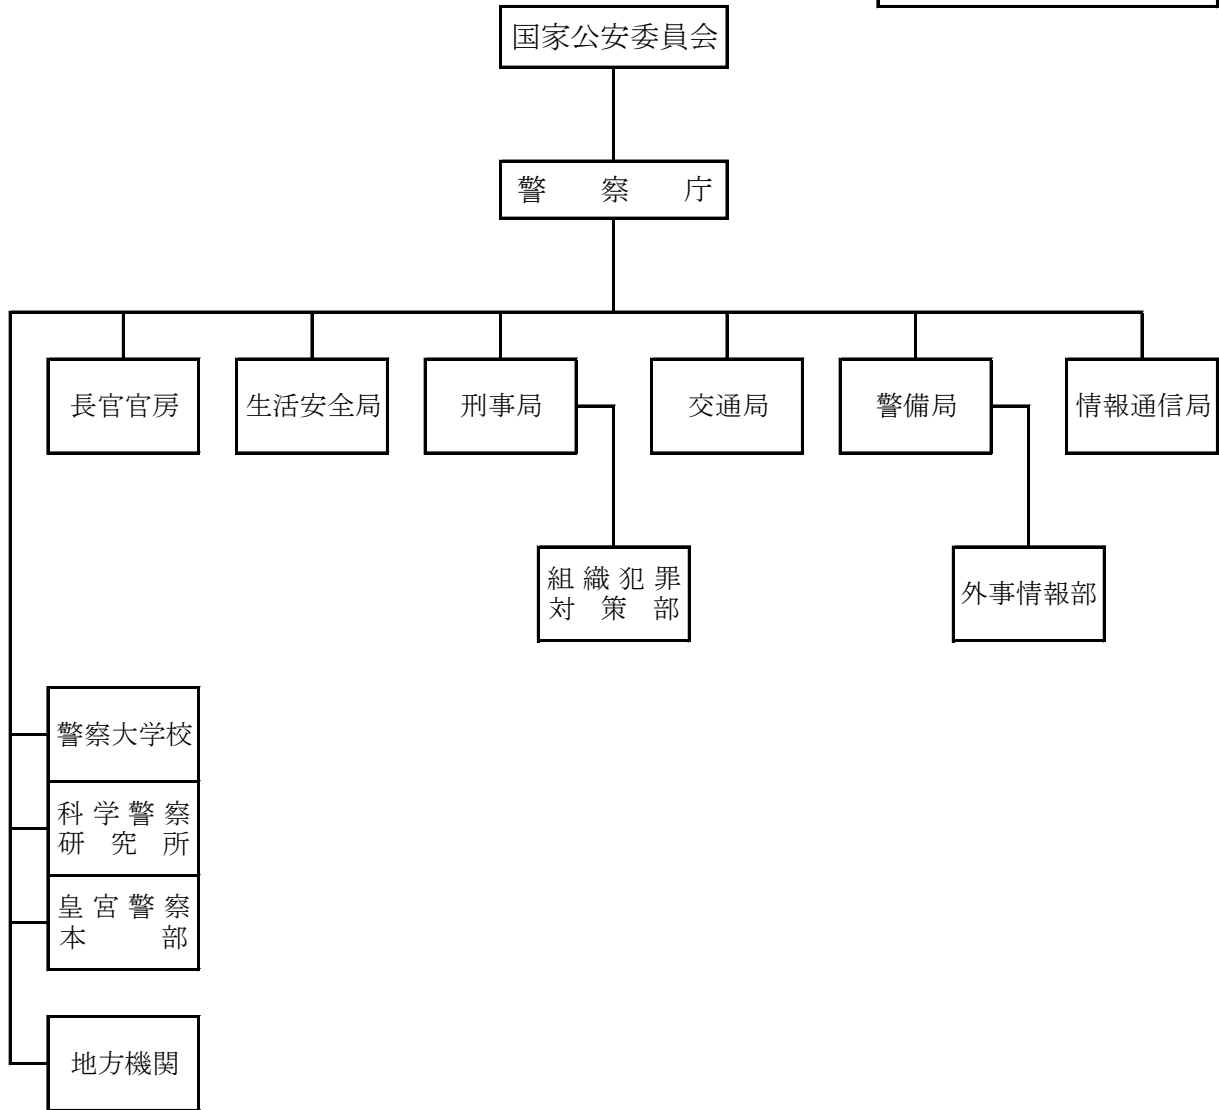 国家公安委員会
警察庁
長官官房
生活安全局
刑事局
交通局
警備局
情報通信局
組織犯罪
対策部
外事情報部
警察大学校
科学警察
研究所
皇宮警察
本部
地方機関